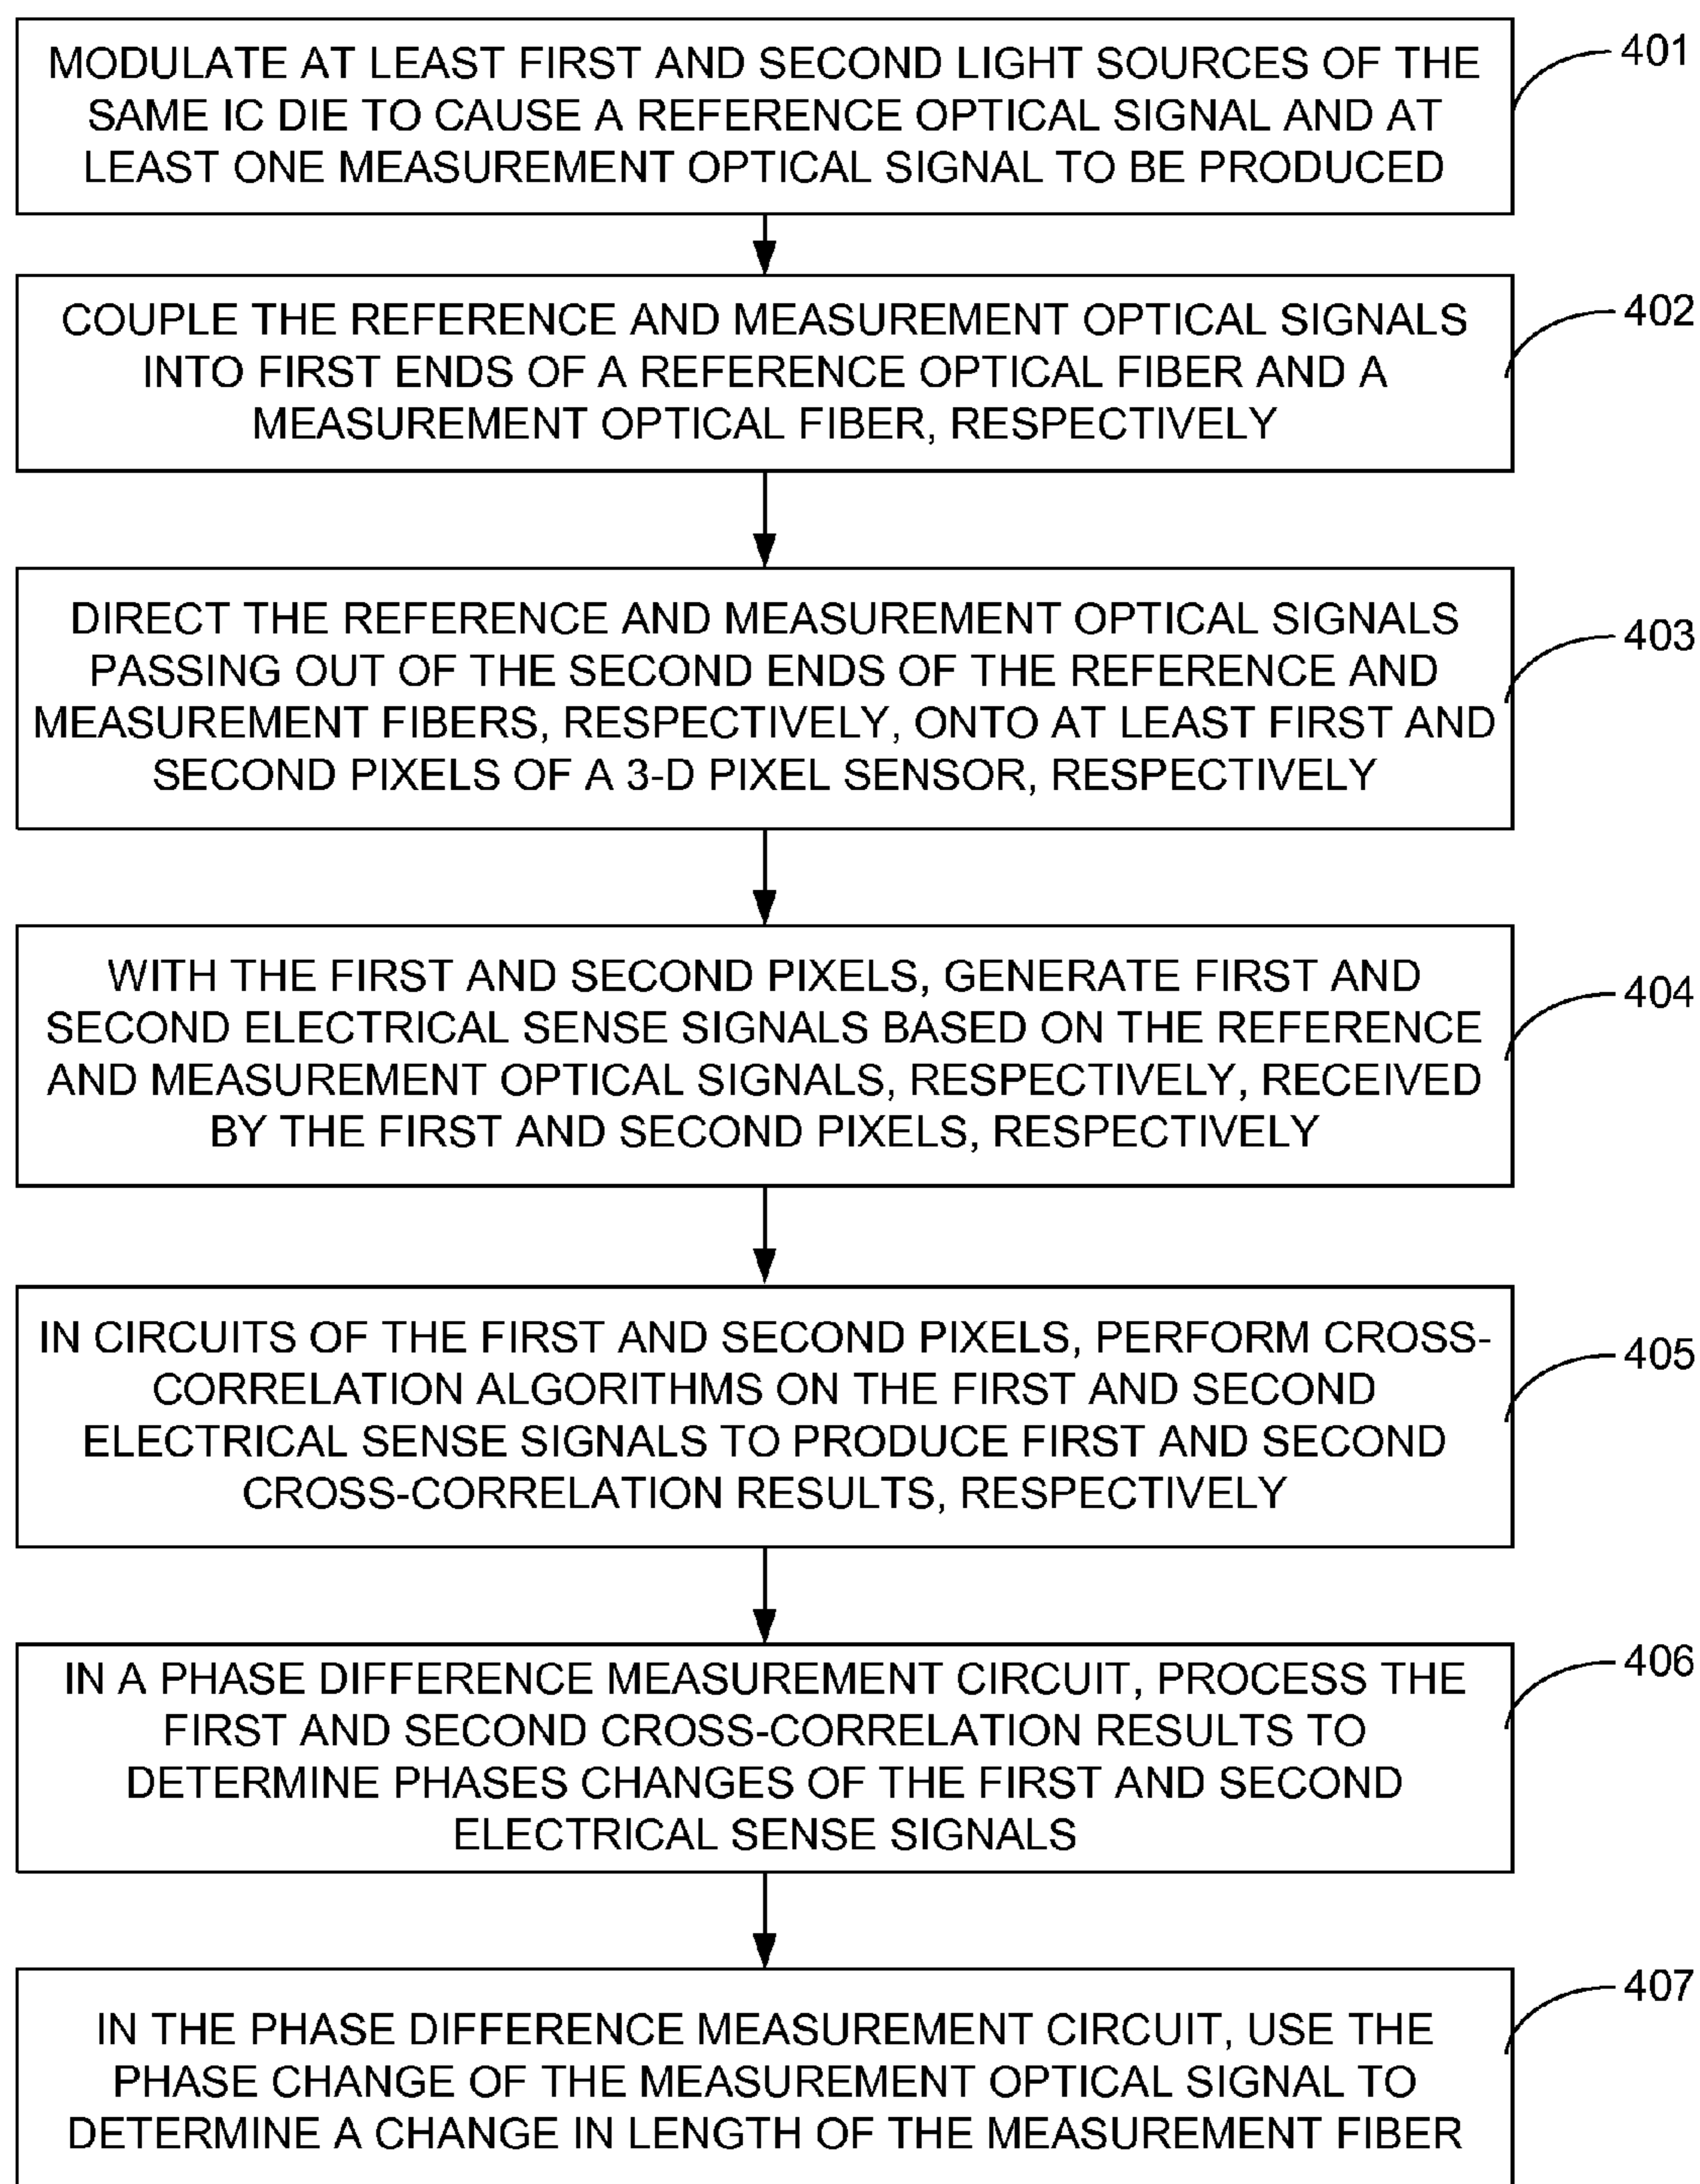 MODULATE AT LEAST FIRST AND SECOND LIGHT SOURCES OF THE
SAME IC DIE TO CAUSE A REFERENCE OPTICAL SIGNAL AND AT
LEAST ONE MEASUREMENT OPTICAL SIGNAL TO BE PRODUCED
401
COUPLE THE REFERENCE AND MEASUREMENT OPTICAL SIGNALS
INTO FIRST ENDS OF A REFERENCE OPTICAL FIBER AND A
MEASUREMENT OPTICAL FIBER, RESPECTIVELY
402
DIRECT THE REFERENCE AND MEASUREMENT OPTICAL SIGNALS
PASSING OUT OF THE SECOND ENDS OF THE REFERENCE AND
MEASUREMENT FIBERS, RESPECTIVELY, ONTO AT LEAST FIRST AND
SECOND PIXELS OF A 3-D PIXEL SENSOR, RESPECTIVELY
403
WITH THE FIRST AND SECOND PIXELS, GENERATE FIRST AND
SECOND ELECTRICAL SENSE SIGNALS BASED ON THE REFERENCE
AND MEASUREMENT OPTICAL SIGNALS, RESPECTIVELY, RECEIVED
BY THE FIRST AND SECOND PIXELS, RESPECTIVELY
404
IN CIRCUITS OF THE FIRST AND SECOND PIXELS, PERFORM CROSS-
CORRELATION ALGORITHMS ON THE FIRST AND SECOND
ELECTRICAL SENSE SIGNALS TO PRODUCE FIRST AND SECOND
CROSS-CORRELATION RESULTS, RESPECTIVELY
405
IN A PHASE DIFFERENCE MEASUREMENT CIRCUIT, PROCESS THE
FIRST AND SECOND CROSS-CORRELATION RESULTS TO
DETERMINE PHASES CHANGES OF THE FIRST AND SECOND
ELECTRICAL SENSE SIGNALS
406
IN THE PHASE DIFFERENCE MEASUREMENT CIRCUIT, USE THE
PHASE CHANGE OF THE MEASUREMENT OPTICAL SIGNAL TO
DETERMINE A CHANGE IN LENGTH OF THE MEASUREMENT FIBER
407